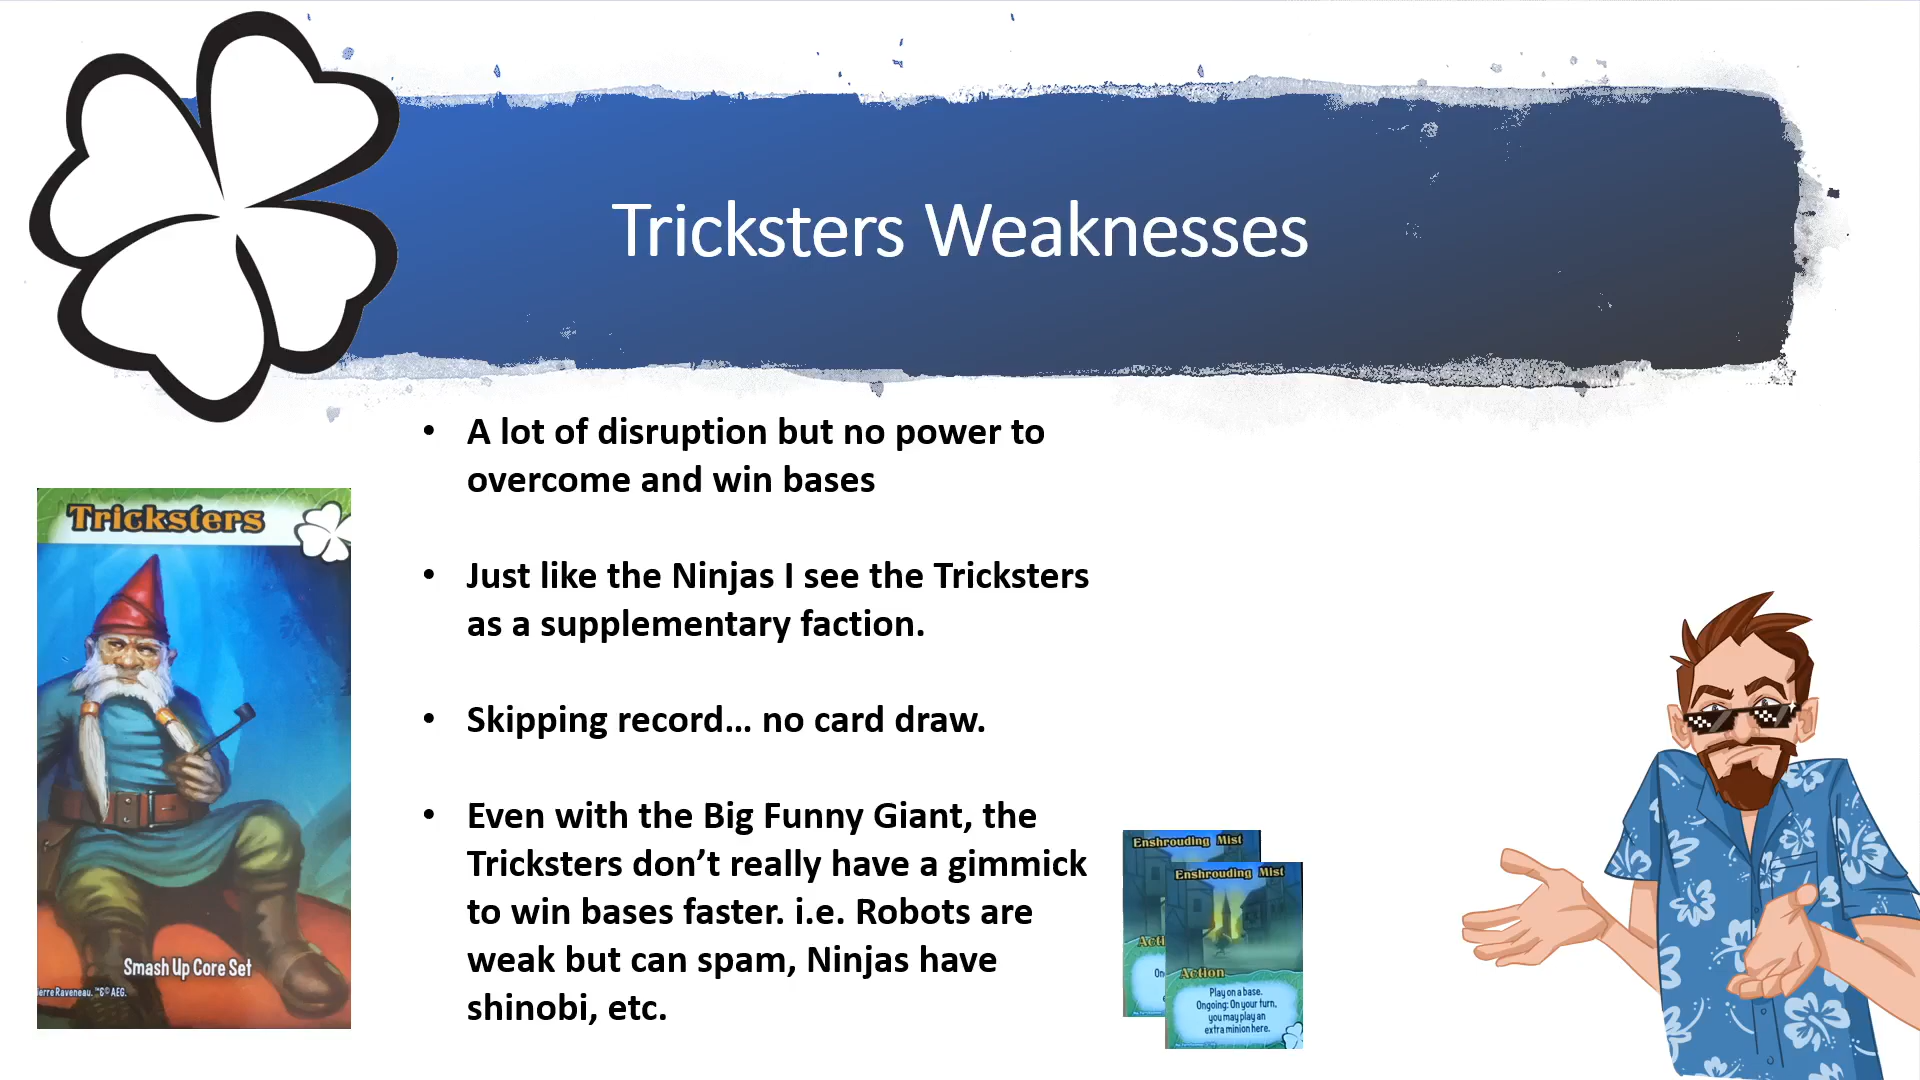 Tricksters Weaknesses
• A lot of disruption but no power to
overcome and win bases
• Just like the Ninjas I see the Tricksters
as a supplementary faction.
• Skipping record... no card draw.
• Even with the Big Funny Giant, the
Tricksters don’t really have a gimmick
to win bases faster. i.e. Robots are
weak but can spam, Ninjas have
shinobi, etc.
Tricksters
Smash Up Core Set
Raveneau. ™&© AEG.
Enshrouding Mist
Enshrouding Mist
Action
Play on a base.
Ongoing: On your turn,
you may play an
extra minion here.